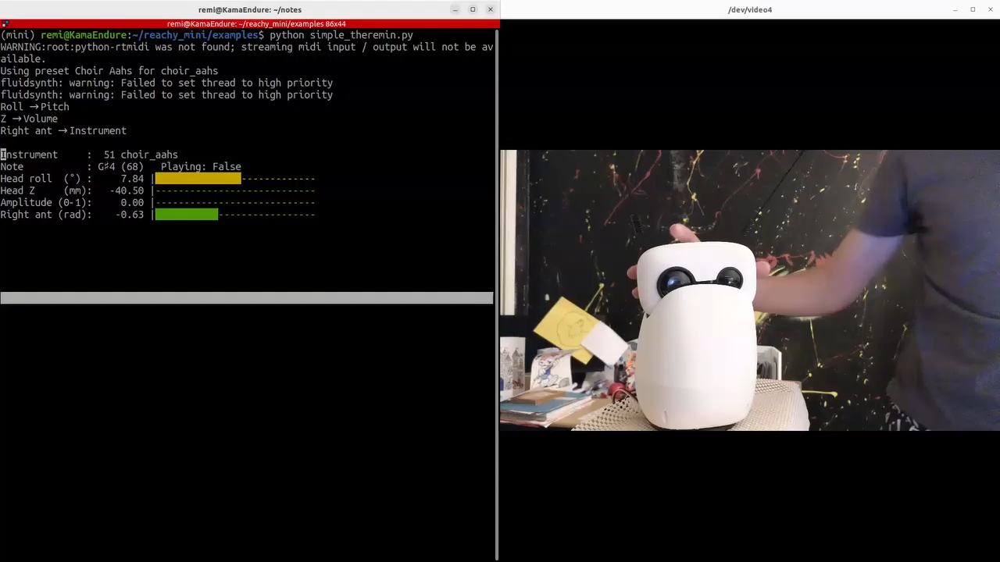 remi@KamaEndure: ~/notes
remi@KamaEndure: ~/reachy_mini/examples 86x44
(mini) remi@KamaEndure:~/reachy_mini/examples$ python simple_theremin.py
WARNING:root:python-rtmidi was not found; streaming midi input / output will not be av
ailable.
Using preset Choir Aahs for choir_aahs
fluidsynth: warning: Failed to set thread to high priority
fluidsynth: warning: Failed to set thread to high priority
Roll →Pitch
Z →Volume
Right ant →Instrument
Instrument : 51 choir_aahs
Note : G♯4 (68) Playing: False
Head roll (°) : 7.84 |------------
Head Z (mm): -40.50 |--------------------------
Amplitude (0-1): 0.00 |--------------------------
Right ant (rad): -0.63 |----------------
/dev/video4